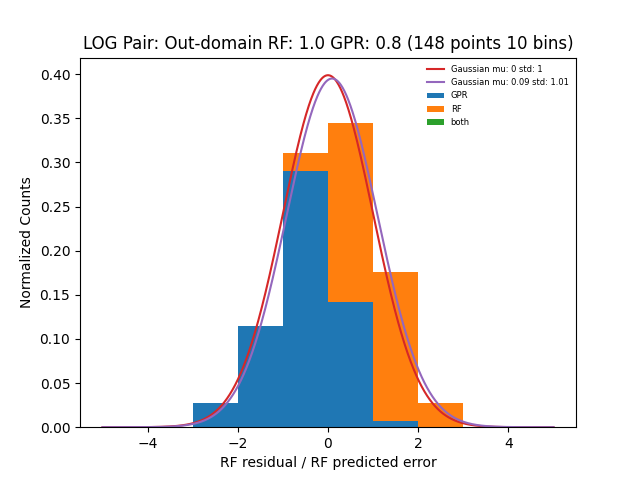 LOG Pair: Out-domain RF: 1.0 GPR: 0.8 (148 points 10 bins)
Gaussian mu: 0 std: 1
Gaussian mu: 0.09 std: 1.01
GPR
RF
both
Normalized Counts
0.40
0.35
0.30
0.25
0.20
0.15
0.10
0.05
0.00
−4 −2 0 2 4
RF residual / RF predicted error